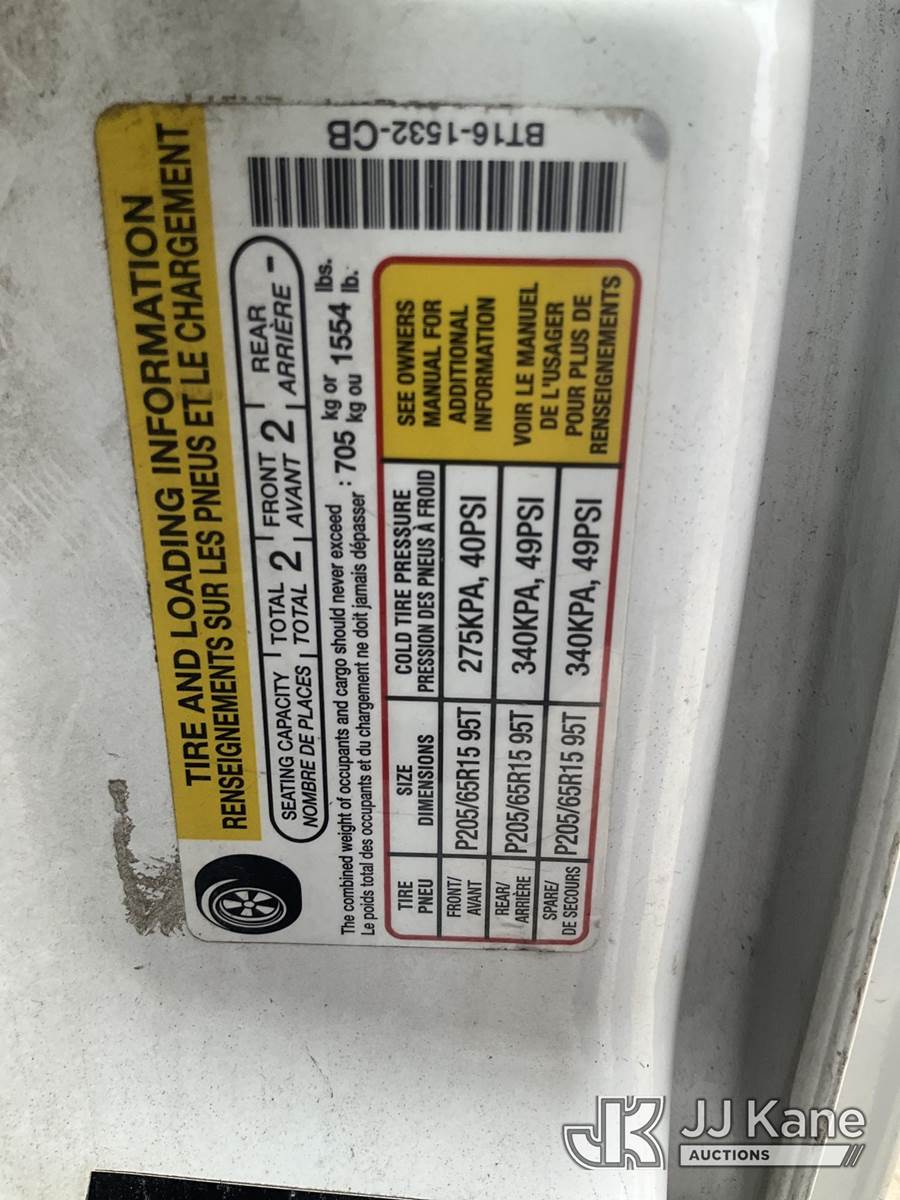 TIRE AND LOADING INFORMATION
RENSEIGNEMENTS SUR LES PNEUS ET LE CHARGEMENT
SEATING CAPACITY TOTAL 2 FRONT 2 REAR -
NOMBRE DE PLACES TOTAL AVANT ARRIÈRE
The combined weight of occupants and cargo should never exceed : 705 kg or 1554 lbs.
Le poids total des occupants et du chargement ne doit jamais dépasser kg ou lb.
TIRE SIZE COLD TIRE PRESSURE
PNEU DIMENSIONS PRESSION DES PNEUS À FROID
FRONT/
AVANT P205/65R15 95T 275KPA, 40PSI
REAR/
ARRIÈRE P205/65R15 95T 340KPA, 49PSI
SPARE/
DE SECOURS P205/65R15 95T 340KPA, 49PSI
SEE OWNERS
MANUAL FOR
ADDITIONAL
INFORMATION
VOIR LE MANUEL
DE L'USAGER
POUR PLUS DE
RENSEIGNEMENTS
BT16-1532-CB
JK JJ Kane
AUCTIONS